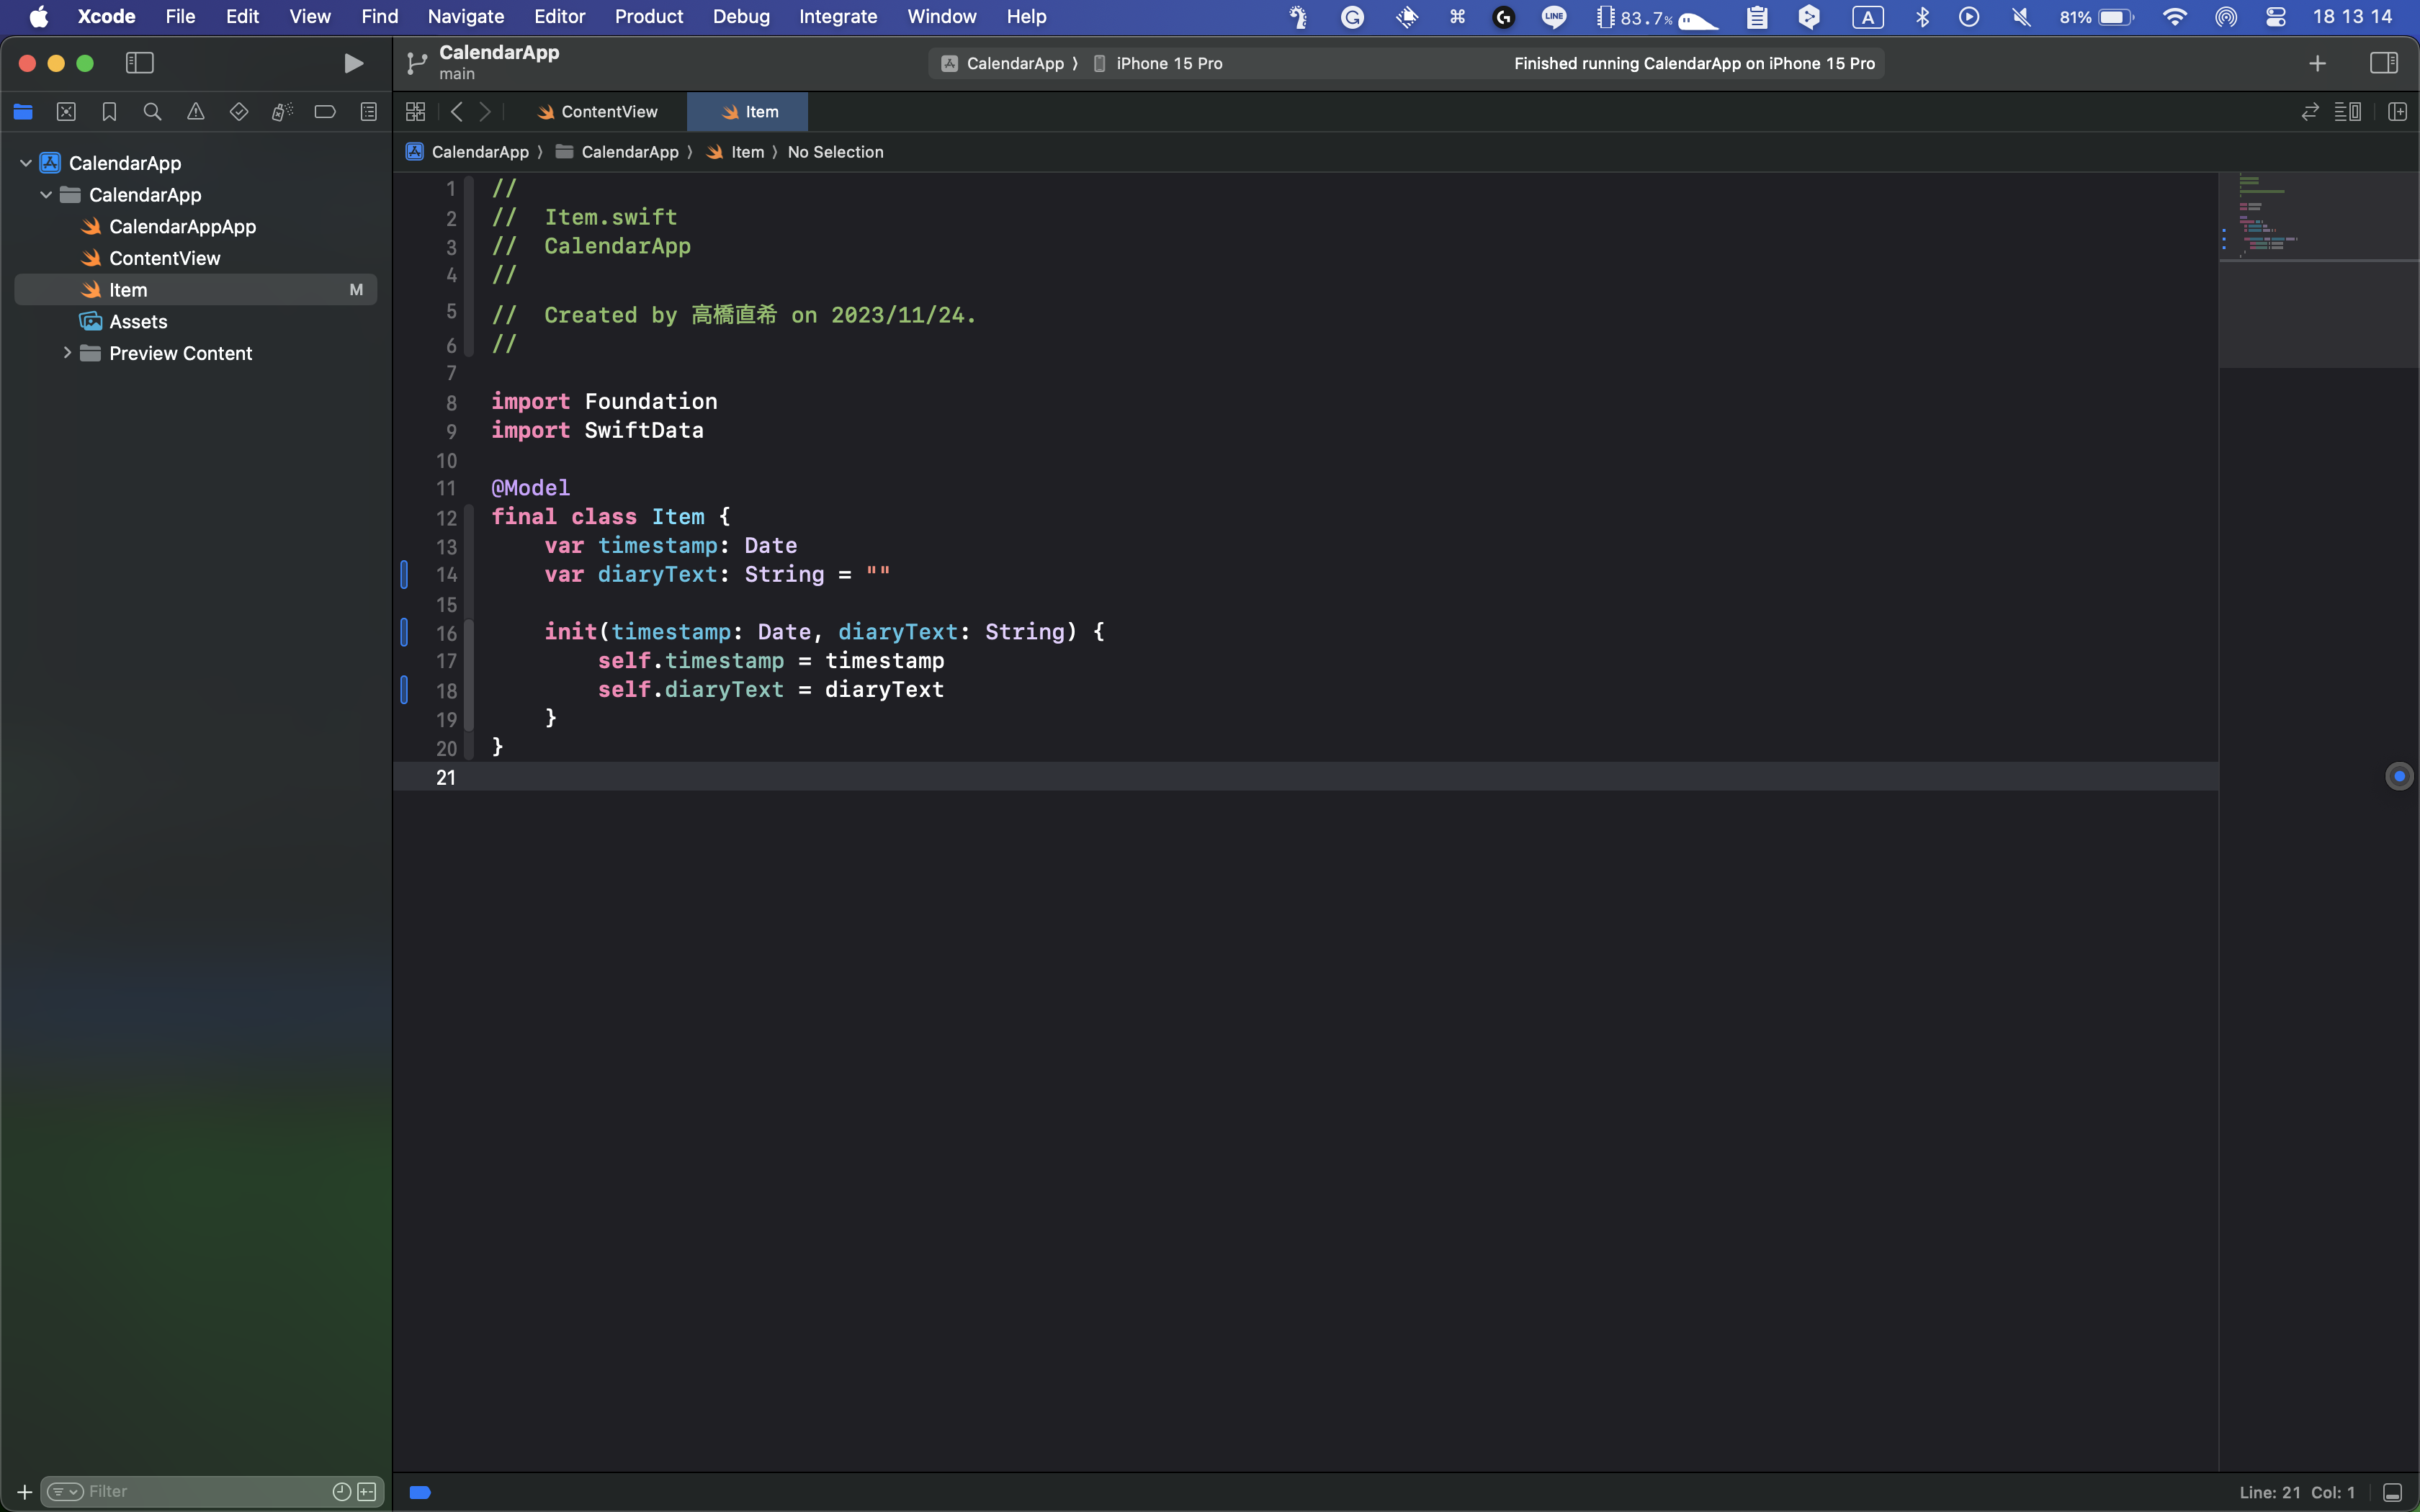 Xcode File Edit View Find Navigate Editor Product Debug Integrate Window Help LINE 83.7% A 81% 18 13 14
CalendarApp
main
CalendarApp ⟩ iPhone 15 Pro Finished running CalendarApp on iPhone 15 Pro
ContentView Item
CalendarApp ⟩ CalendarApp ⟩ Item ⟩ No Selection
CalendarApp
CalendarApp
CalendarAppApp
ContentView
Item M
Assets
Preview Content
Filter
1 //
2 //  Item.swift
3 //  CalendarApp
4 //
5 //  Created by 高橋直希 on 2023/11/24.
6 //
7
8 import Foundation
9 import SwiftData
10
11 @Model
12 final class Item {
13     var timestamp: Date
14     var diaryText: String = ""
15
16     init(timestamp: Date, diaryText: String) {
17         self.timestamp = timestamp
18         self.diaryText = diaryText
19     }
20 }
21
Line: 21 Col: 1